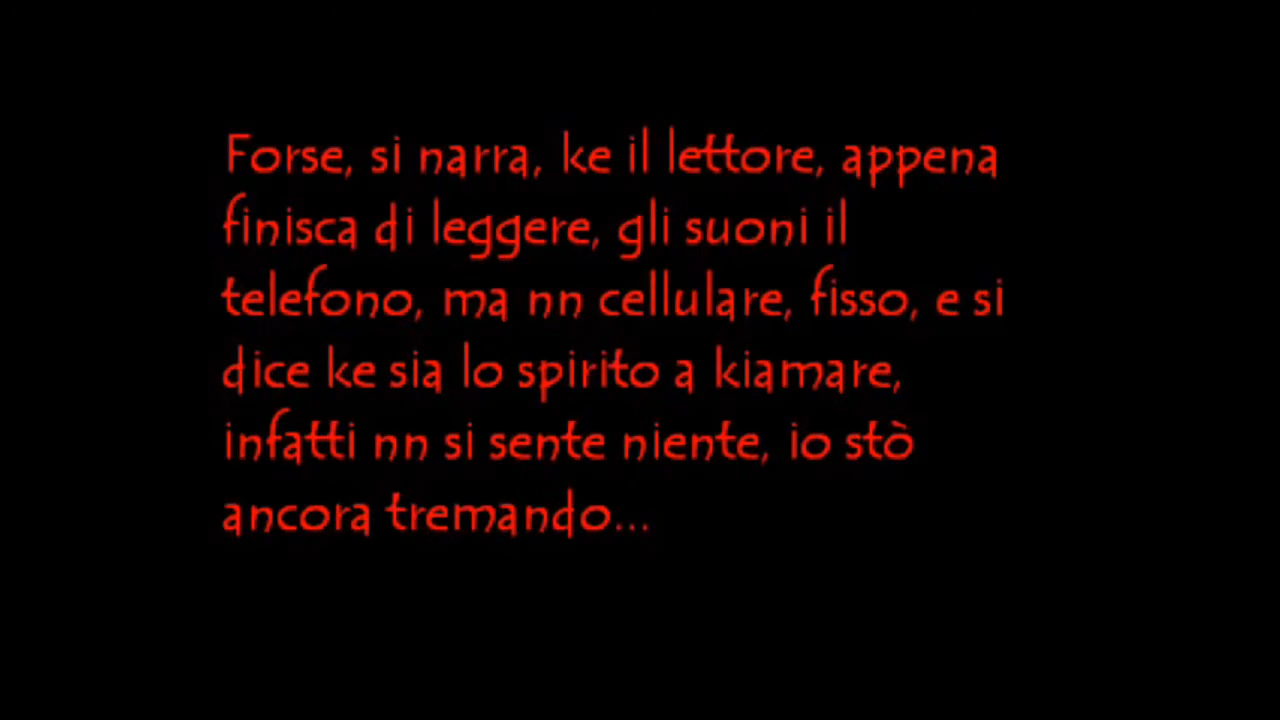 Forse, si narra, ke il lettore, appena
finisca di leggere, gli suoni il
telefono, ma nn cellulare, fisso, e si
dice ke sia lo spirito a kiamare,
infatti nn si sente niente, io stò
ancora tremando...